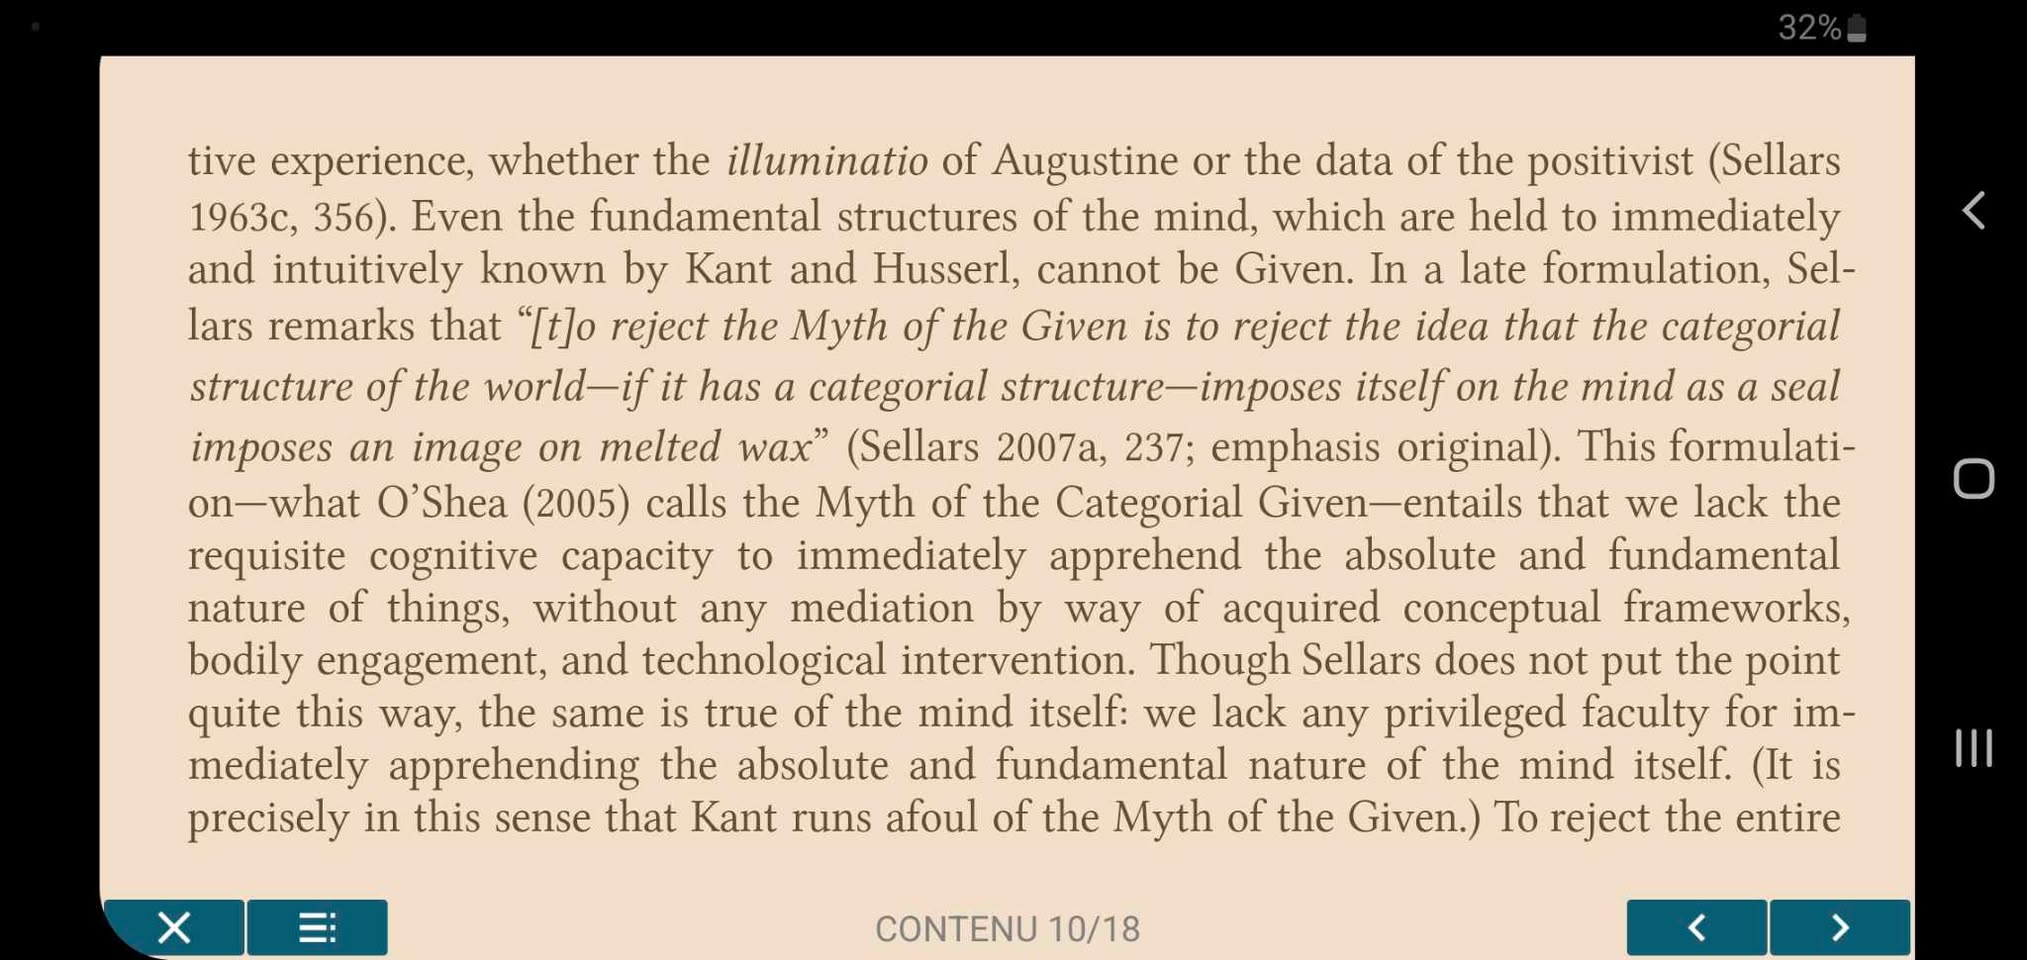 32%
tive experience, whether the illuminatio of Augustine or the data of the positivist (Sellars
1963c, 356). Even the fundamental structures of the mind, which are held to immediately
and intuitively known by Kant and Husserl, cannot be Given. In a late formulation, Sel-
lars remarks that “[t]o reject the Myth of the Given is to reject the idea that the categorial
structure of the world—if it has a categorial structure—imposes itself on the mind as a seal
imposes an image on melted wax” (Sellars 2007a, 237; emphasis original). This formulati-
on—what O’Shea (2005) calls the Myth of the Categorial Given—entails that we lack the
requisite cognitive capacity to immediately apprehend the absolute and fundamental
nature of things, without any mediation by way of acquired conceptual frameworks,
bodily engagement, and technological intervention. Though Sellars does not put the point
quite this way, the same is true of the mind itself: we lack any privileged faculty for im-
mediately apprehending the absolute and fundamental nature of the mind itself. (It is
precisely in this sense that Kant runs afoul of the Myth of the Given.) To reject the entire
CONTENU 10/18